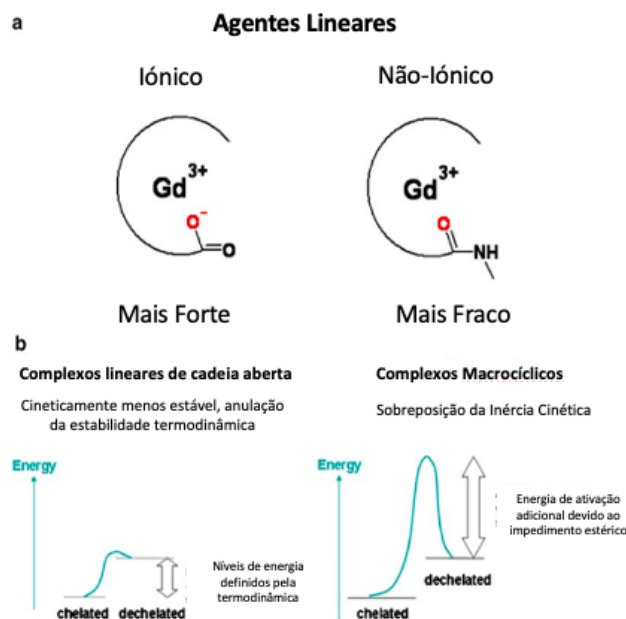 a
Agentes Lineares
Iónico
Não-Iónico
Gd3+
O-
O
Gd3+
O
NH
Mais Forte
Mais Fraco
b
Complexos lineares de cadeia aberta
Cineticamente menos estável, anulação
da estabilidade termodinâmica
Complexos Macrocíclicos
Sobreposição da Inércia Cinética
Energy
chelated
dechelated
Níveis de energia
definidos pela
termodinâmica
Energy
chelated
dechelated
Energia de ativação
adicional devido ao
impedimento estérico